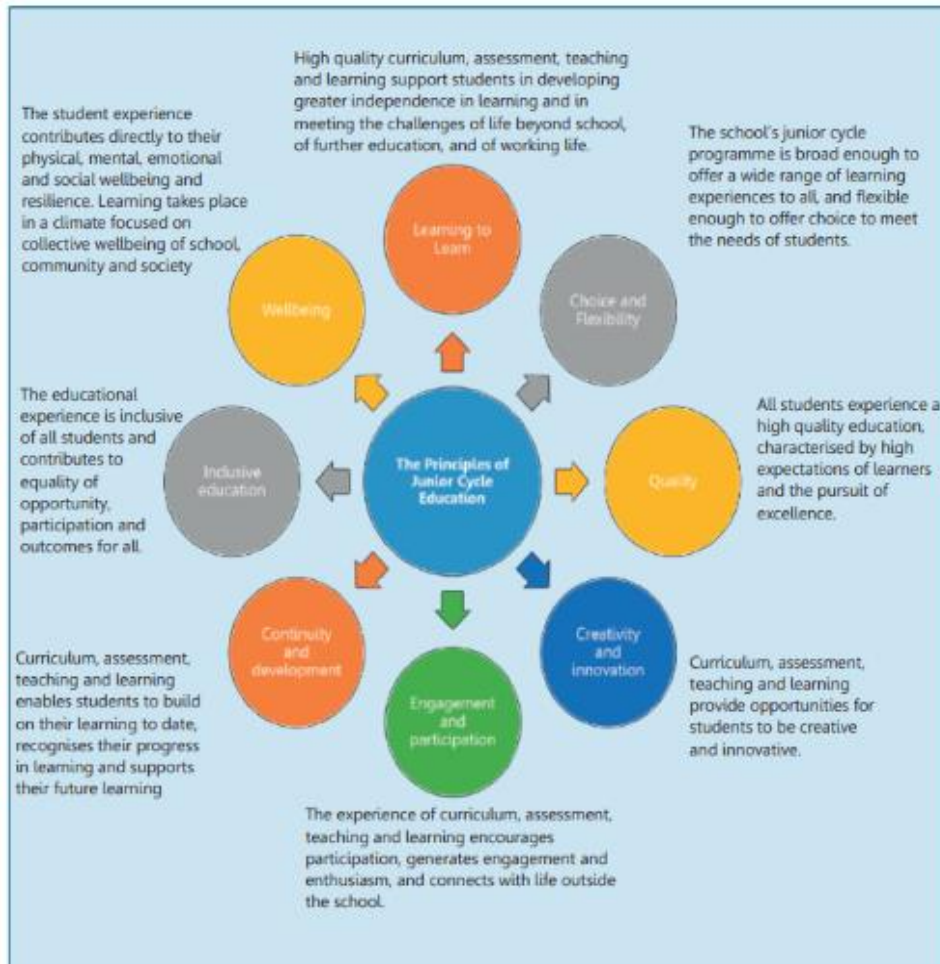 High quality curriculum, assessment, teaching
and learning support students in developing
greater independence in learning and in
meeting the challenges of life beyond school,
of further education, and of working life.
Learning to
Learn
The school's junior cycle
programme is broad enough to
offer a wide range of learning
experiences to all, and flexible
enough to offer choice to meet
the needs of students.
Choice and
Flexibility
All students experience a
high quality education,
characterised by high
expectations of learners
and the pursuit of
excellence.
Quality
Curriculum, assessment,
teaching and learning
provide opportunities for
students to be creative
and innovative.
Creativity
and
innovation
The experience of curriculum, assessment,
teaching and learning encourages
participation, generates engagement and
enthusiasm, and connects with life outside
the school.
Engagement
and
participation
Curriculum, assessment,
teaching and learning
enables students to build
on their learning to date,
recognises their progress
in learning and supports
their future learning
Continuity
and
development
The educational
experience is inclusive
of all students and
contributes to
equality of
opportunity,
participation and
outcomes for all.
Inclusive
education
The student experience
contributes directly to their
physical, mental, emotional
and social wellbeing and
resilience. Learning takes place
in a climate focused on
collective wellbeing of school,
community and society
Wellbeing
The Principles of
Junior Cycle
Education